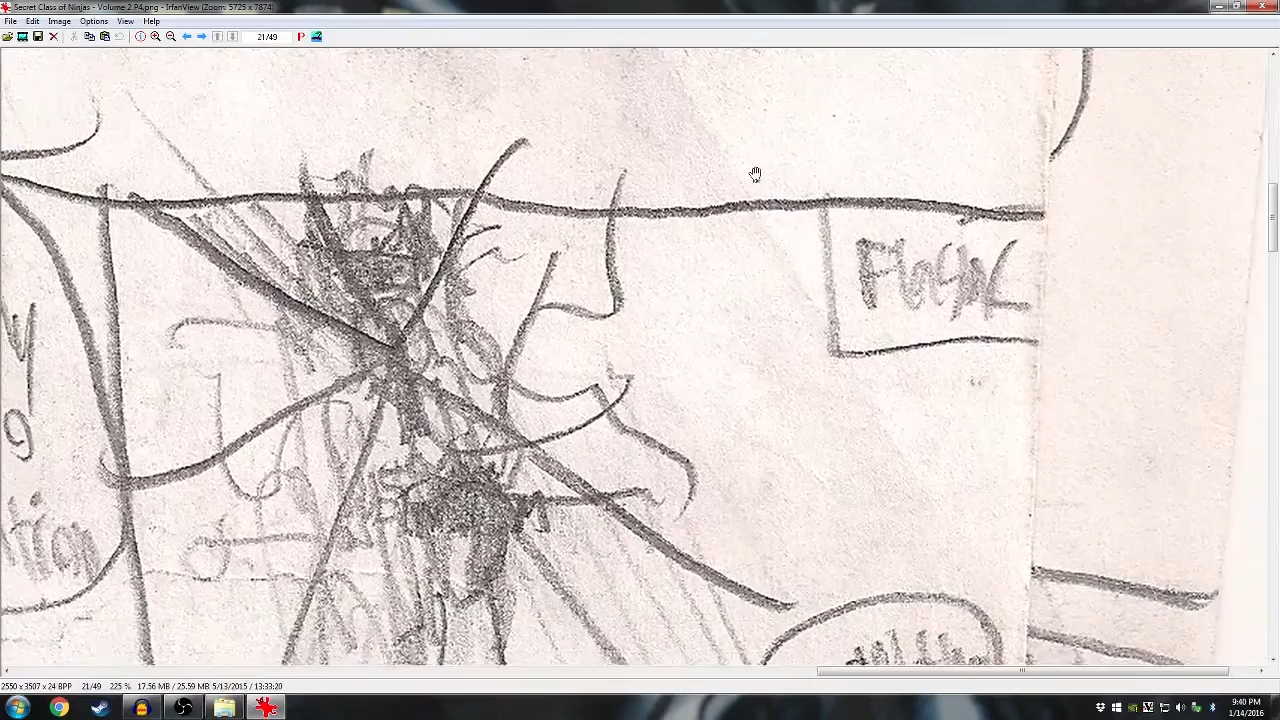 Secret Class of Ninjas - Volume 2 P4.png - IrfanView (Zoom: 5725 x 7874)
File Edit Image Options View Help
21/49
y
g
tion
2550 x 3507 x 24 BPP 21/49 225 % 17.56 MB / 25.59 MB 5/13/2015 / 13:33:20
9:40 PM
1/14/2016